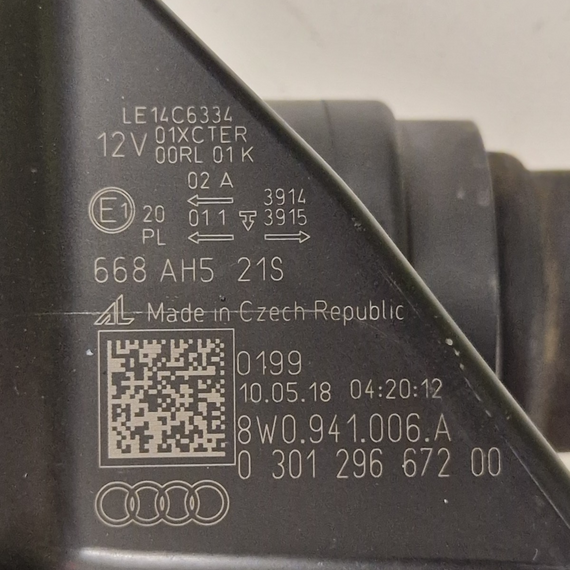 LE14C6334
12V 01XCTER
00RL 01 K
02 A
E1 20 ← 3914
011 3915
PL ← →
668 AH5 21S
AL Made in Czech Republic
0199
10.05.18 04:20:12
8W0.941.006.A
0 301 296 672 00